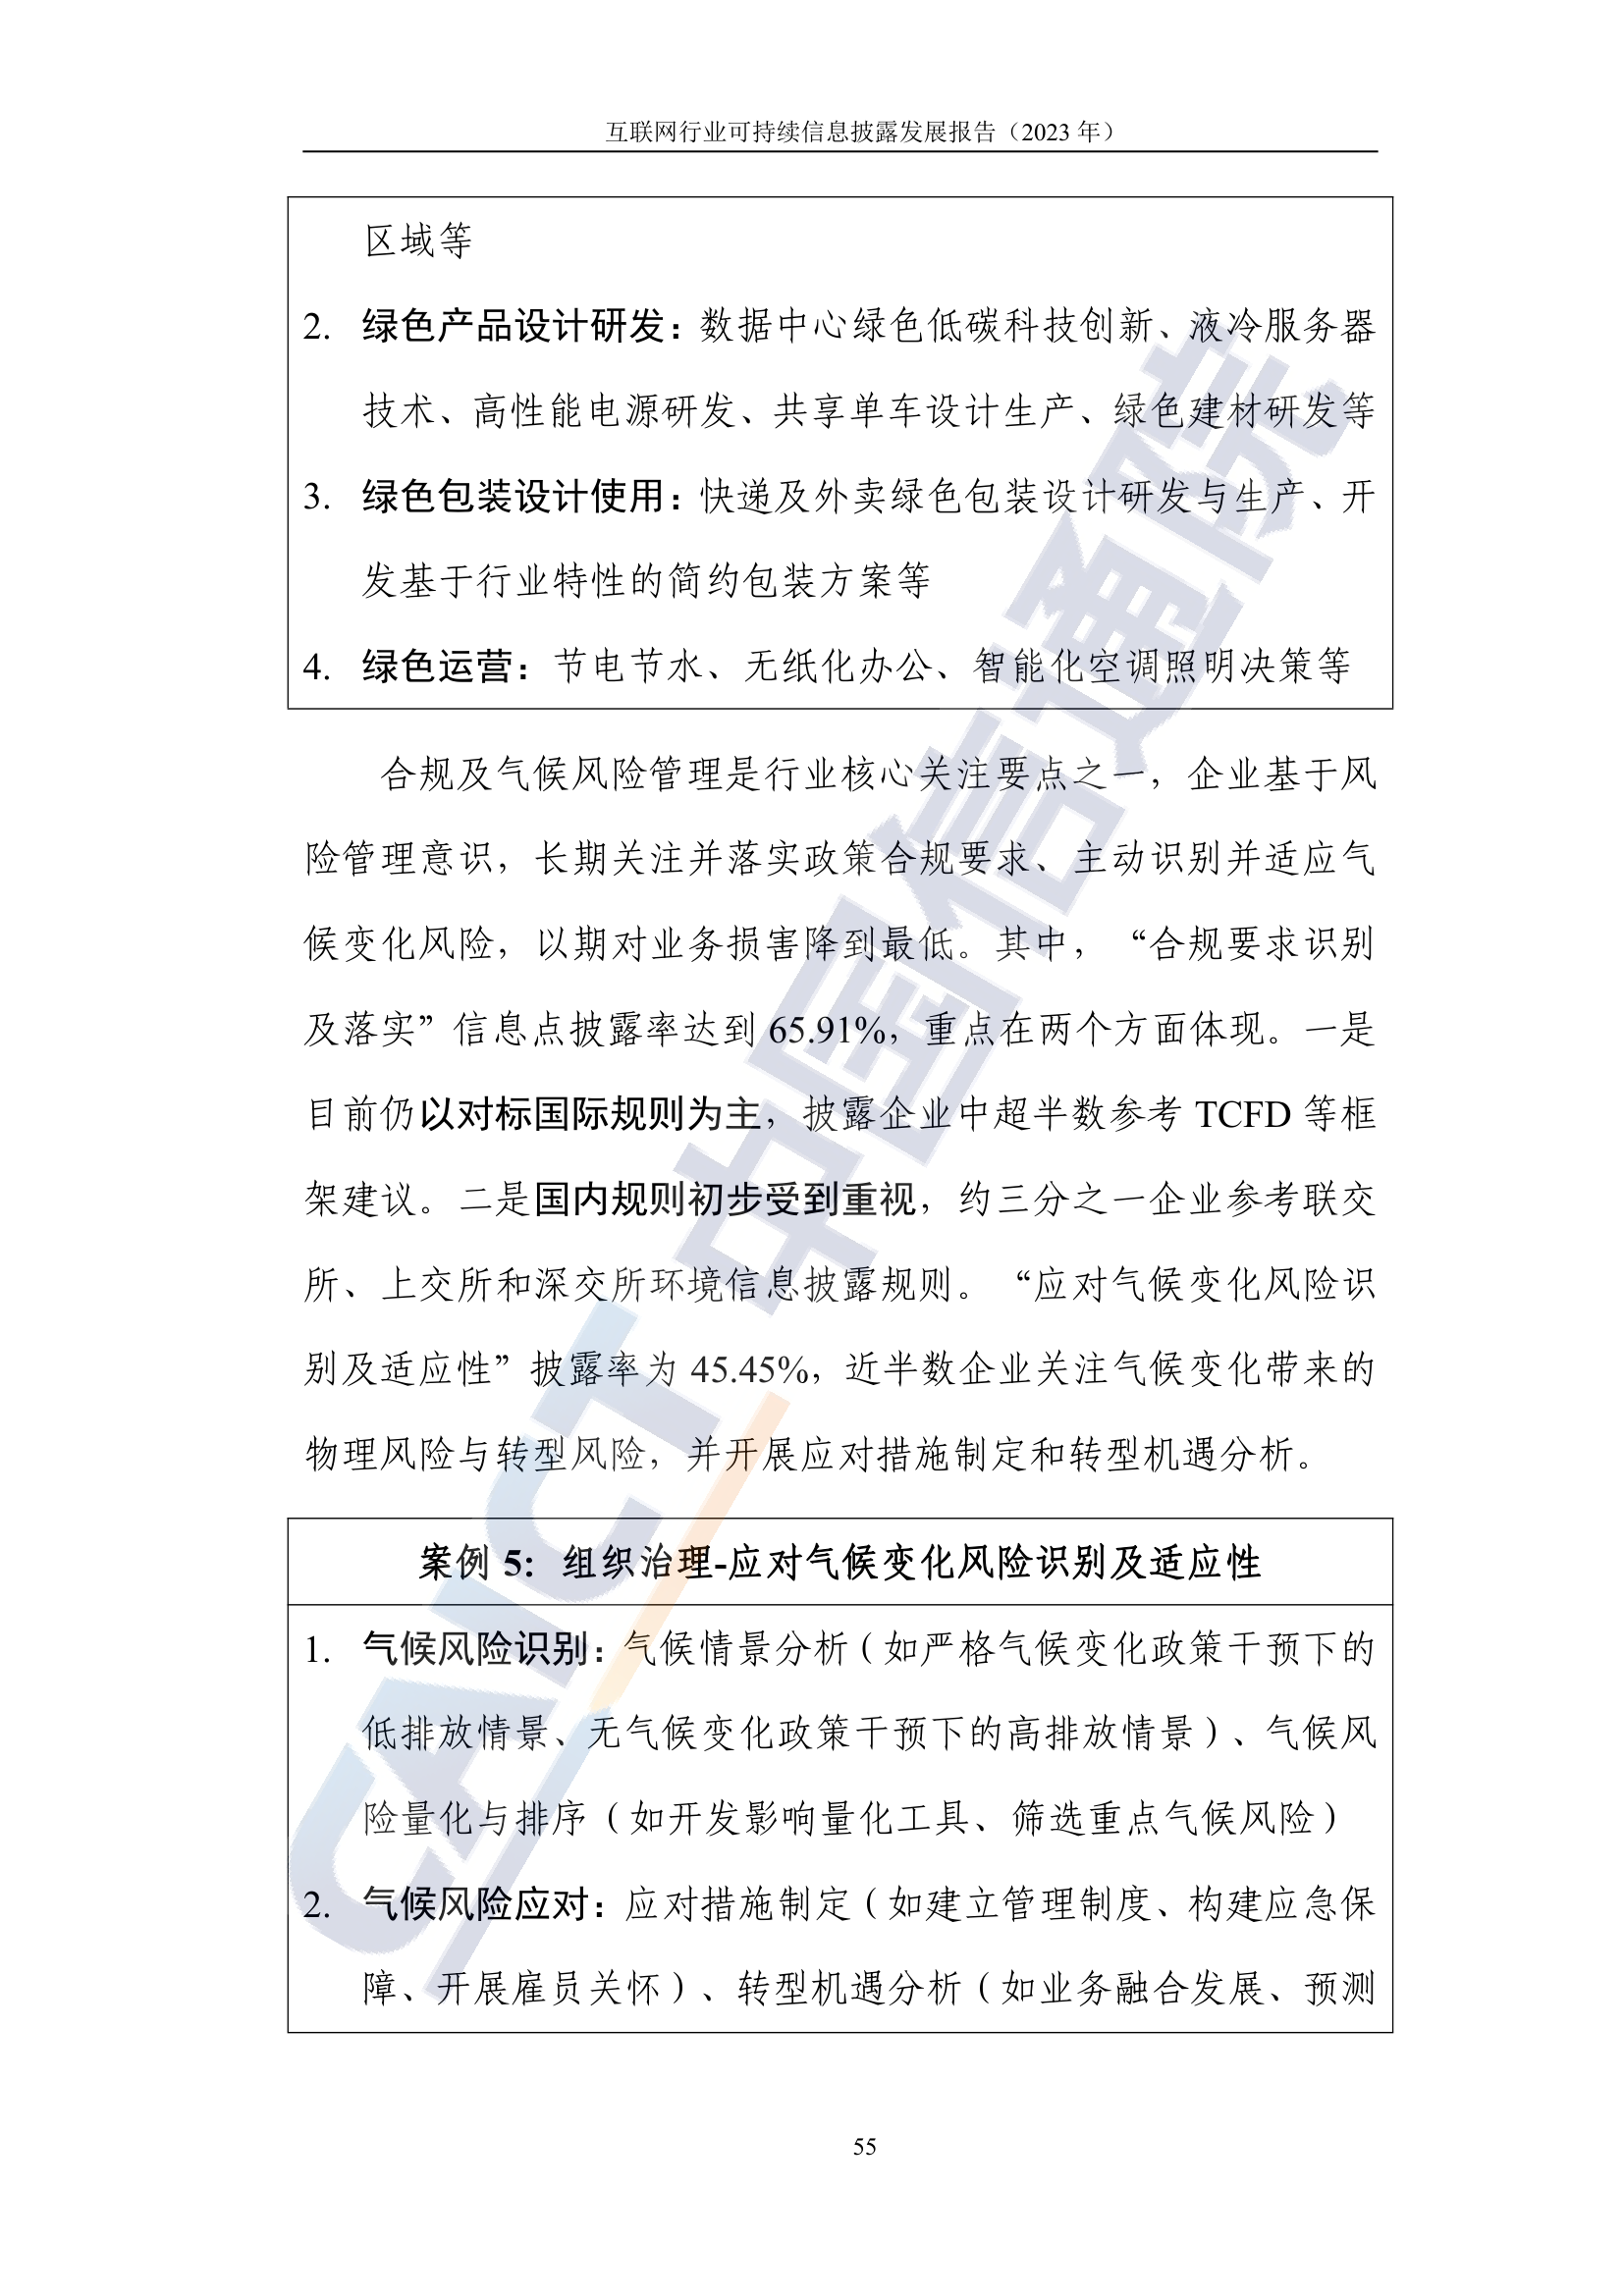 互联网行业可持续信息披露发展报告（2023 年）
区域等
2. 绿色产品设计研发：数据中心绿色低碳科技创新、液冷服务器
技术、高性能电源研发、共享单车设计生产、绿色建材研发等
3. 绿色包装设计使用：快递及外卖绿色包装设计研发与生产、开
发基于行业特性的简约包装方案等
4. 绿色运营：节电节水、无纸化办公、智能化空调照明决策等
合规及气候风险管理是行业核心关注要点之一，企业基于风
险管理意识，长期关注并落实政策合规要求、主动识别并适应气
候变化风险，以期对业务损害降到最低。其中，“合规要求识别
及落实”信息点披露率达到 65.91%，重点在两个方面体现。一是
目前仍以对标国际规则为主，披露企业中超半数参考 TCFD 等框
架建议。二是国内规则初步受到重视，约三分之一企业参考联交
所、上交所和深交所环境信息披露规则。“应对气候变化风险识
别及适应性”披露率为 45.45%，近半数企业关注气候变化带来的
物理风险与转型风险，并开展应对措施制定和转型机遇分析。
案例 5：组织治理-应对气候变化风险识别及适应性
1. 气候风险识别：气候情景分析（如严格气候变化政策干预下的
低排放情景、无气候变化政策干预下的高排放情景）、气候风
险量化与排序（如开发影响量化工具、筛选重点气候风险）
2. 气候风险应对：应对措施制定（如建立管理制度、构建应急保
障、开展雇员关怀）、转型机遇分析（如业务融合发展、预测
55
CAICT 中国信通院